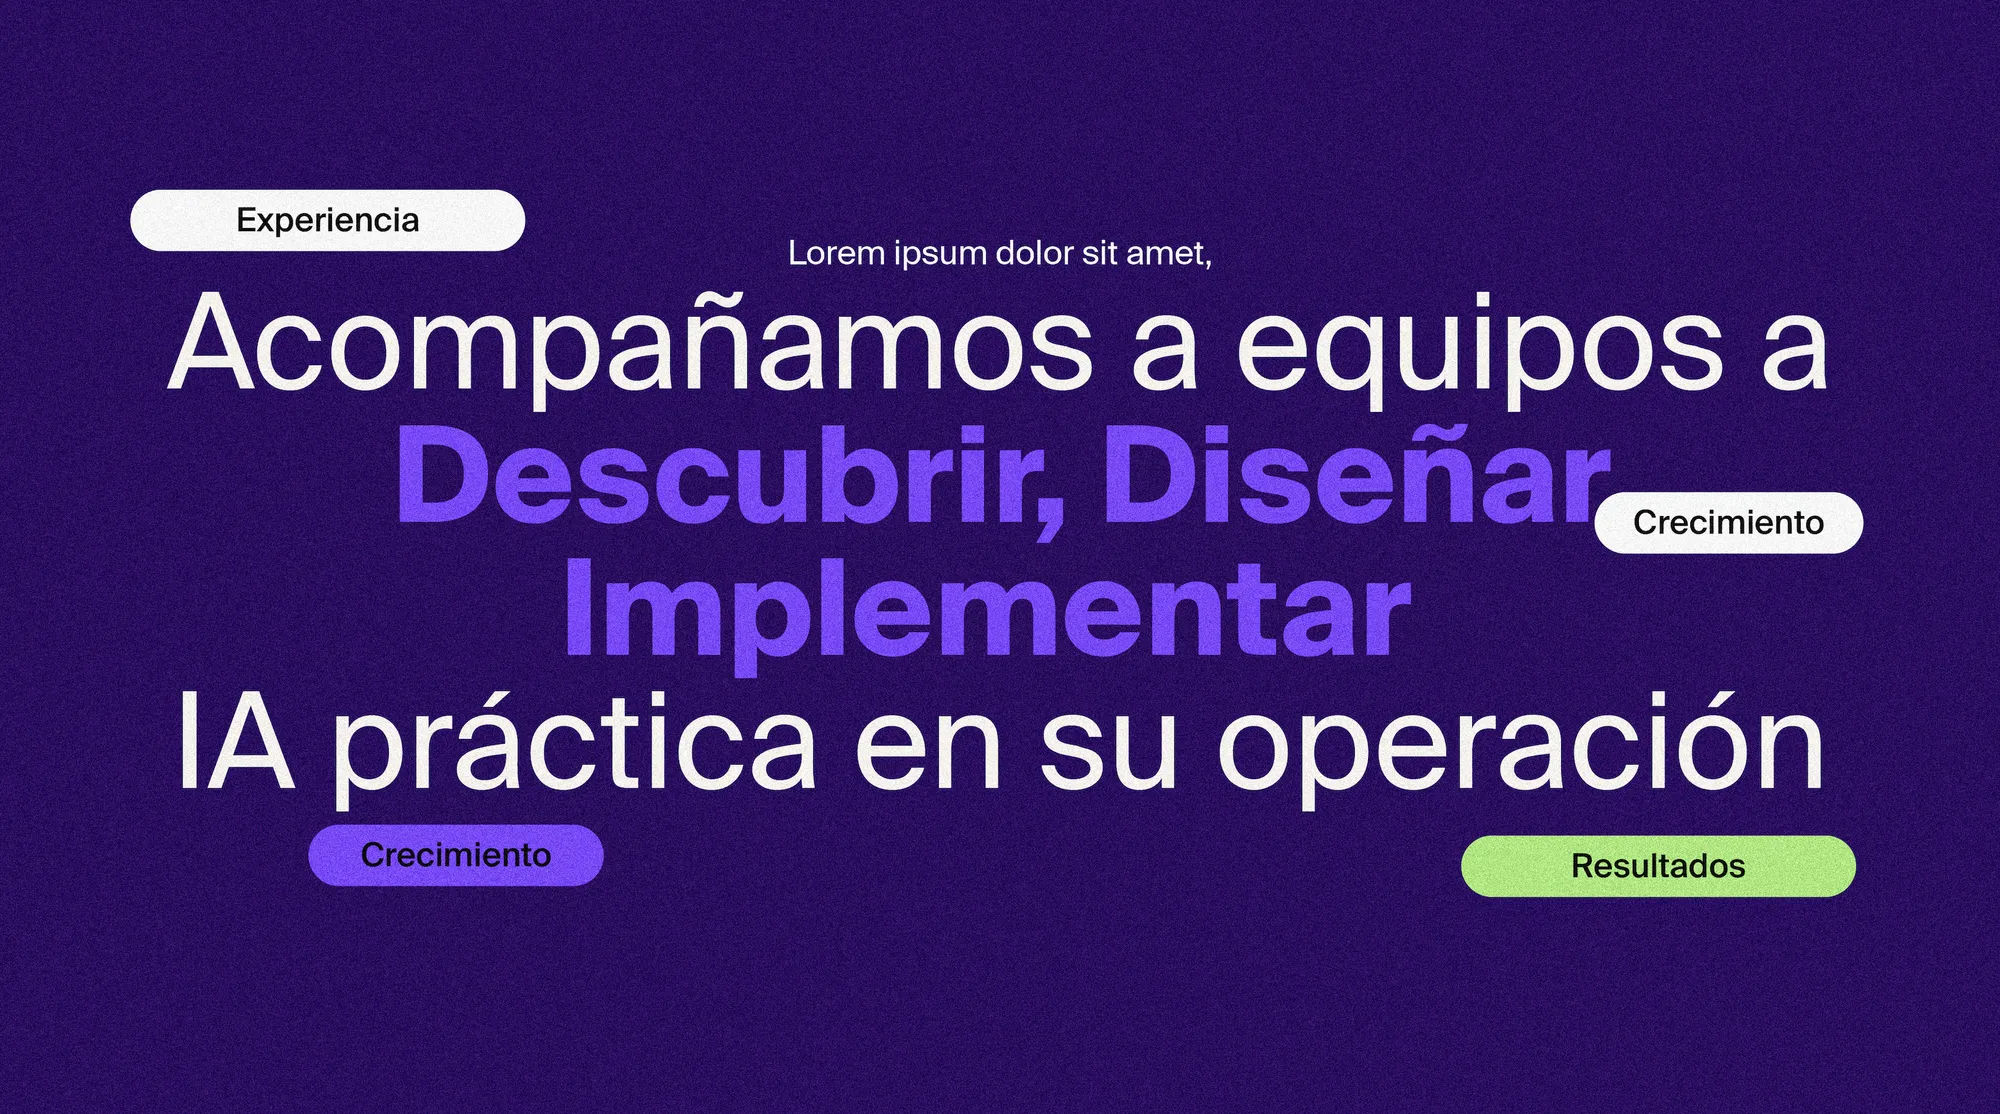 Experiencia
Lorem ipsum dolor sit amet,
Acompañamos a equipos a
Descubrir, Diseñar
Crecimiento
Implementar
IA práctica en su operación
Crecimiento
Resultados